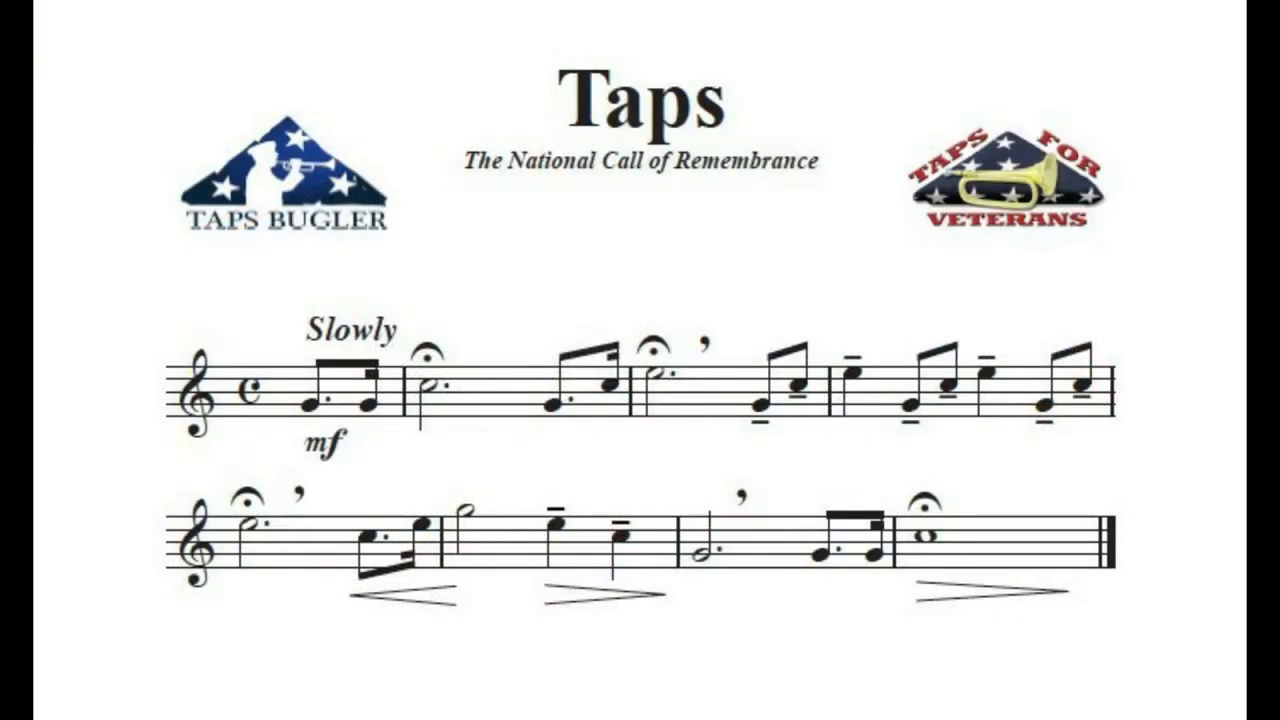 Taps
The National Call of Remembrance
TAPS BUGLER
TAPS FOR
VETERANS
Slowly
mf